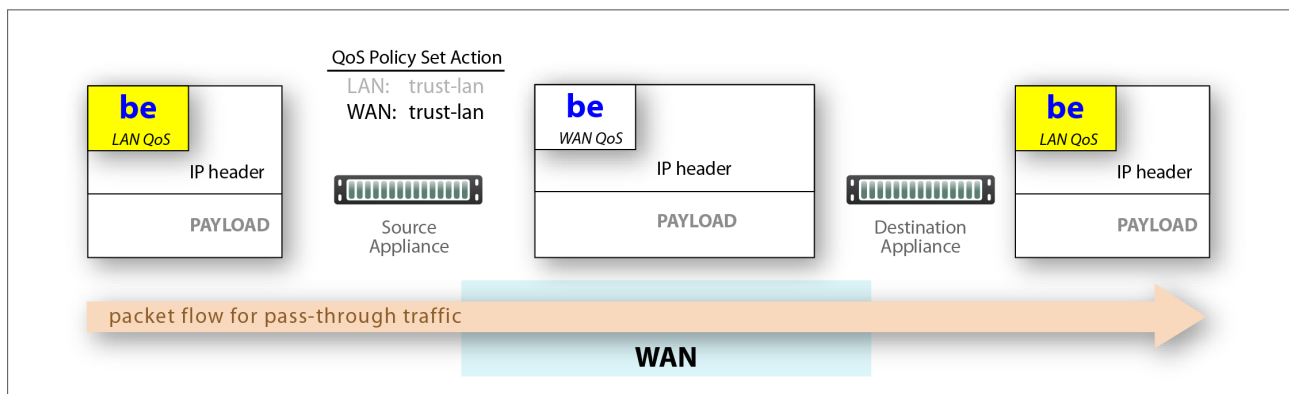 QoS Policy Set Action
LAN: trust-lan
WAN: trust-lan
be
LAN QoS
IP header
PAYLOAD
Source
Appliance
be
WAN QoS
IP header
PAYLOAD
Destination
Appliance
be
LAN QoS
IP header
PAYLOAD
packet flow for pass-through traffic
WAN